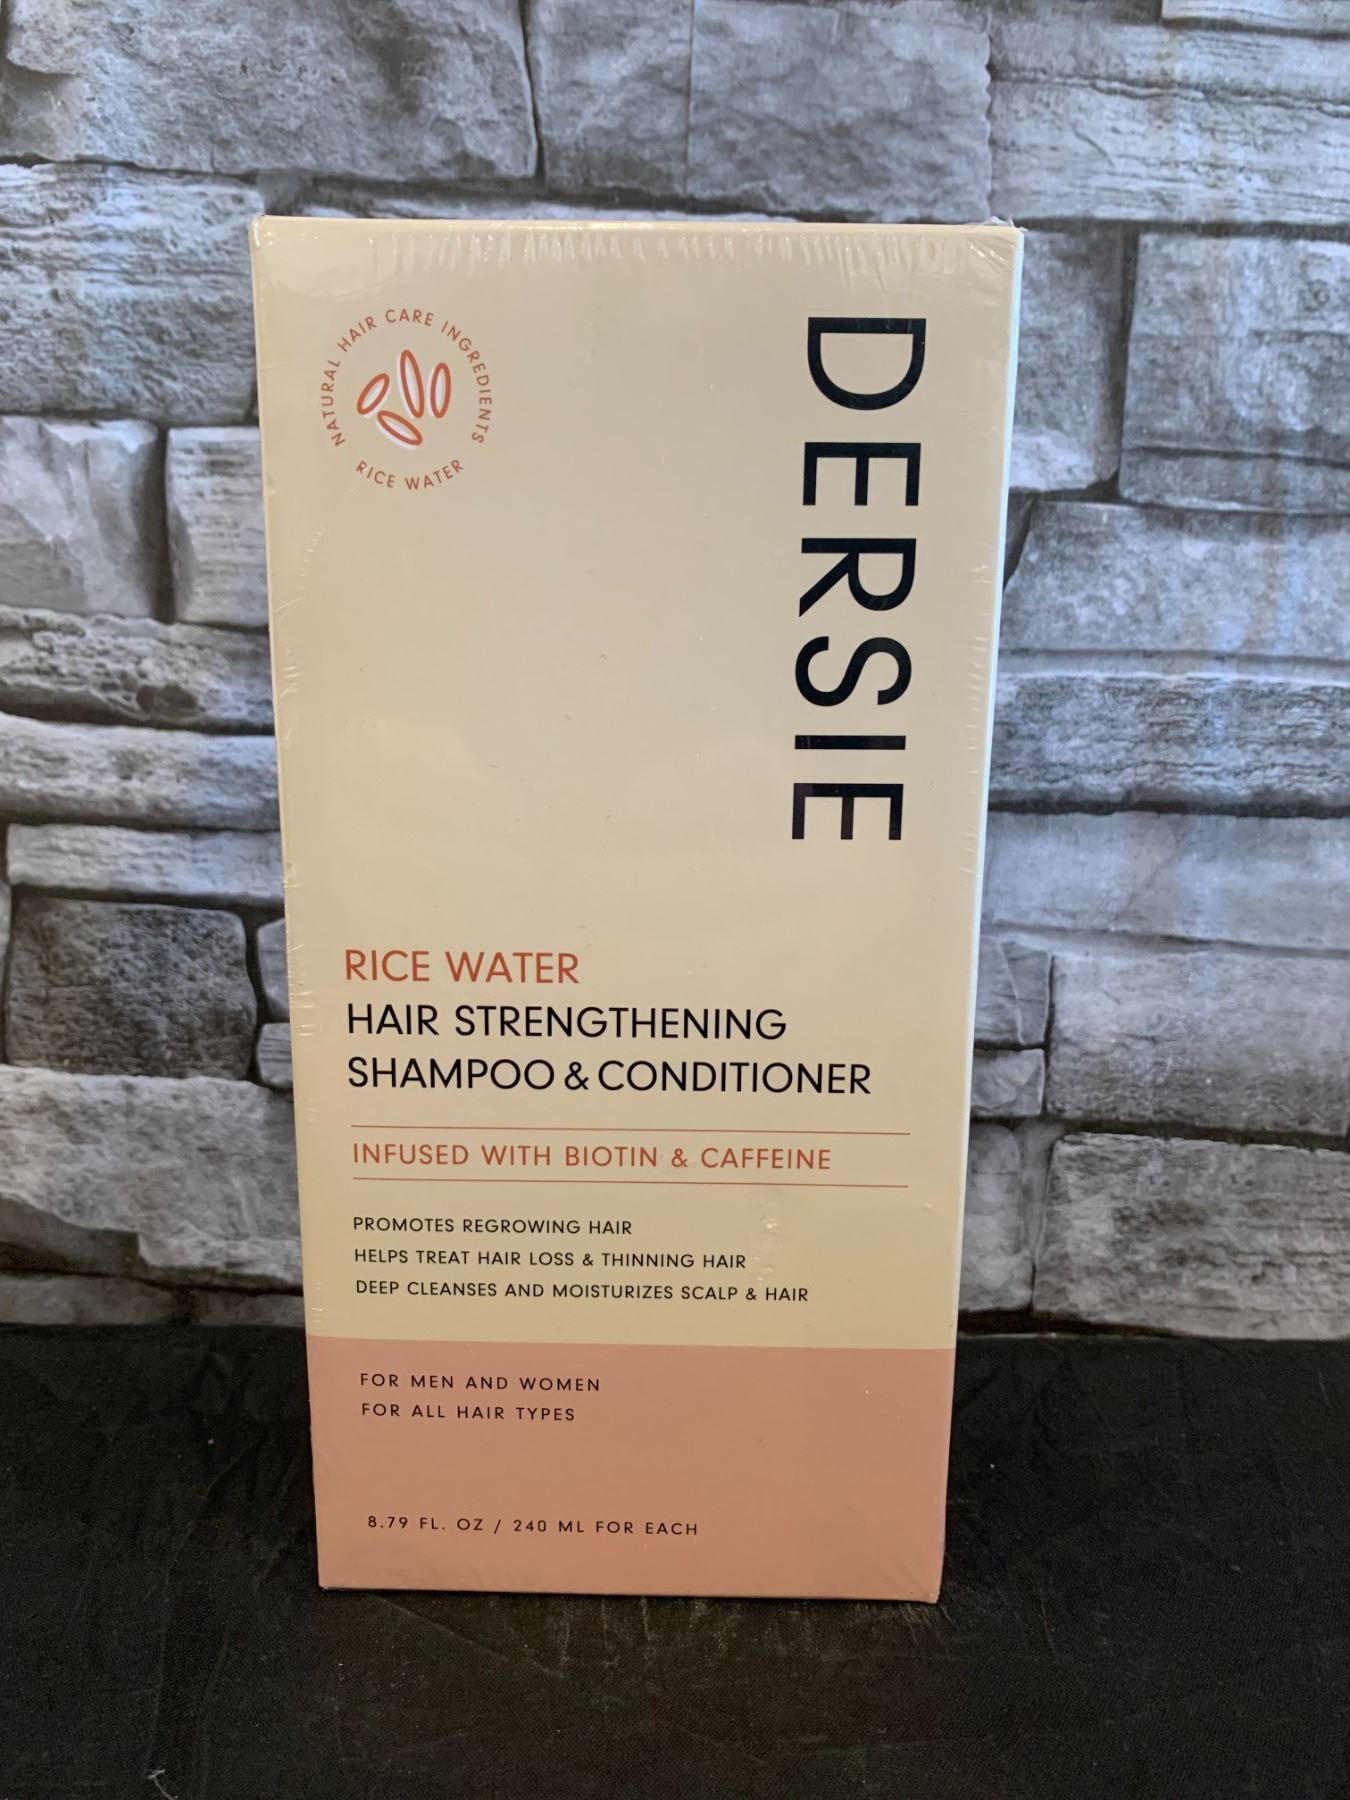 NATURAL HAIR CARE INGREDIENTS
RICE WATER
DERSIE
RICE WATER
HAIR STRENGTHENING
SHAMPOO & CONDITIONER
INFUSED WITH BIOTIN & CAFFEINE
PROMOTES REGROWING HAIR
HELPS TREAT HAIR LOSS & THINNING HAIR
DEEP CLEANSES AND MOISTURIZES SCALP & HAIR
FOR MEN AND WOMEN
FOR ALL HAIR TYPES
8.79 FL. OZ / 240 ML FOR EACH